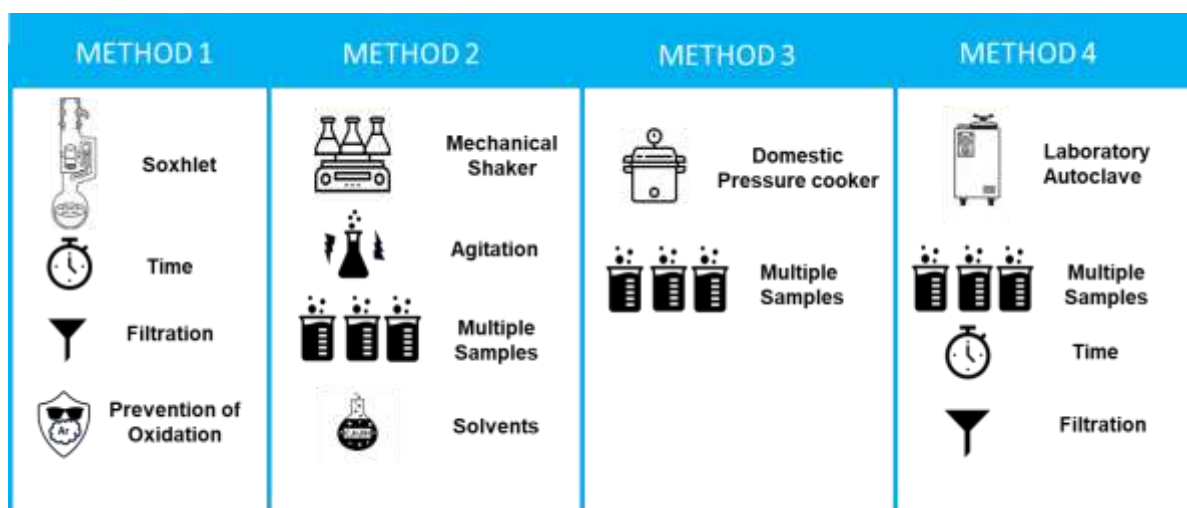 METHOD 1
METHOD 2
METHOD 3
METHOD 4
Soxhlet
Time
Filtration
Ar
Prevention of
Oxidation
Mechanical
Shaker
Agitation
Multiple
Samples
Solvents
Domestic
Pressure cooker
Multiple
Samples
Laboratory
Autoclave
Multiple
Samples
Time
Filtration